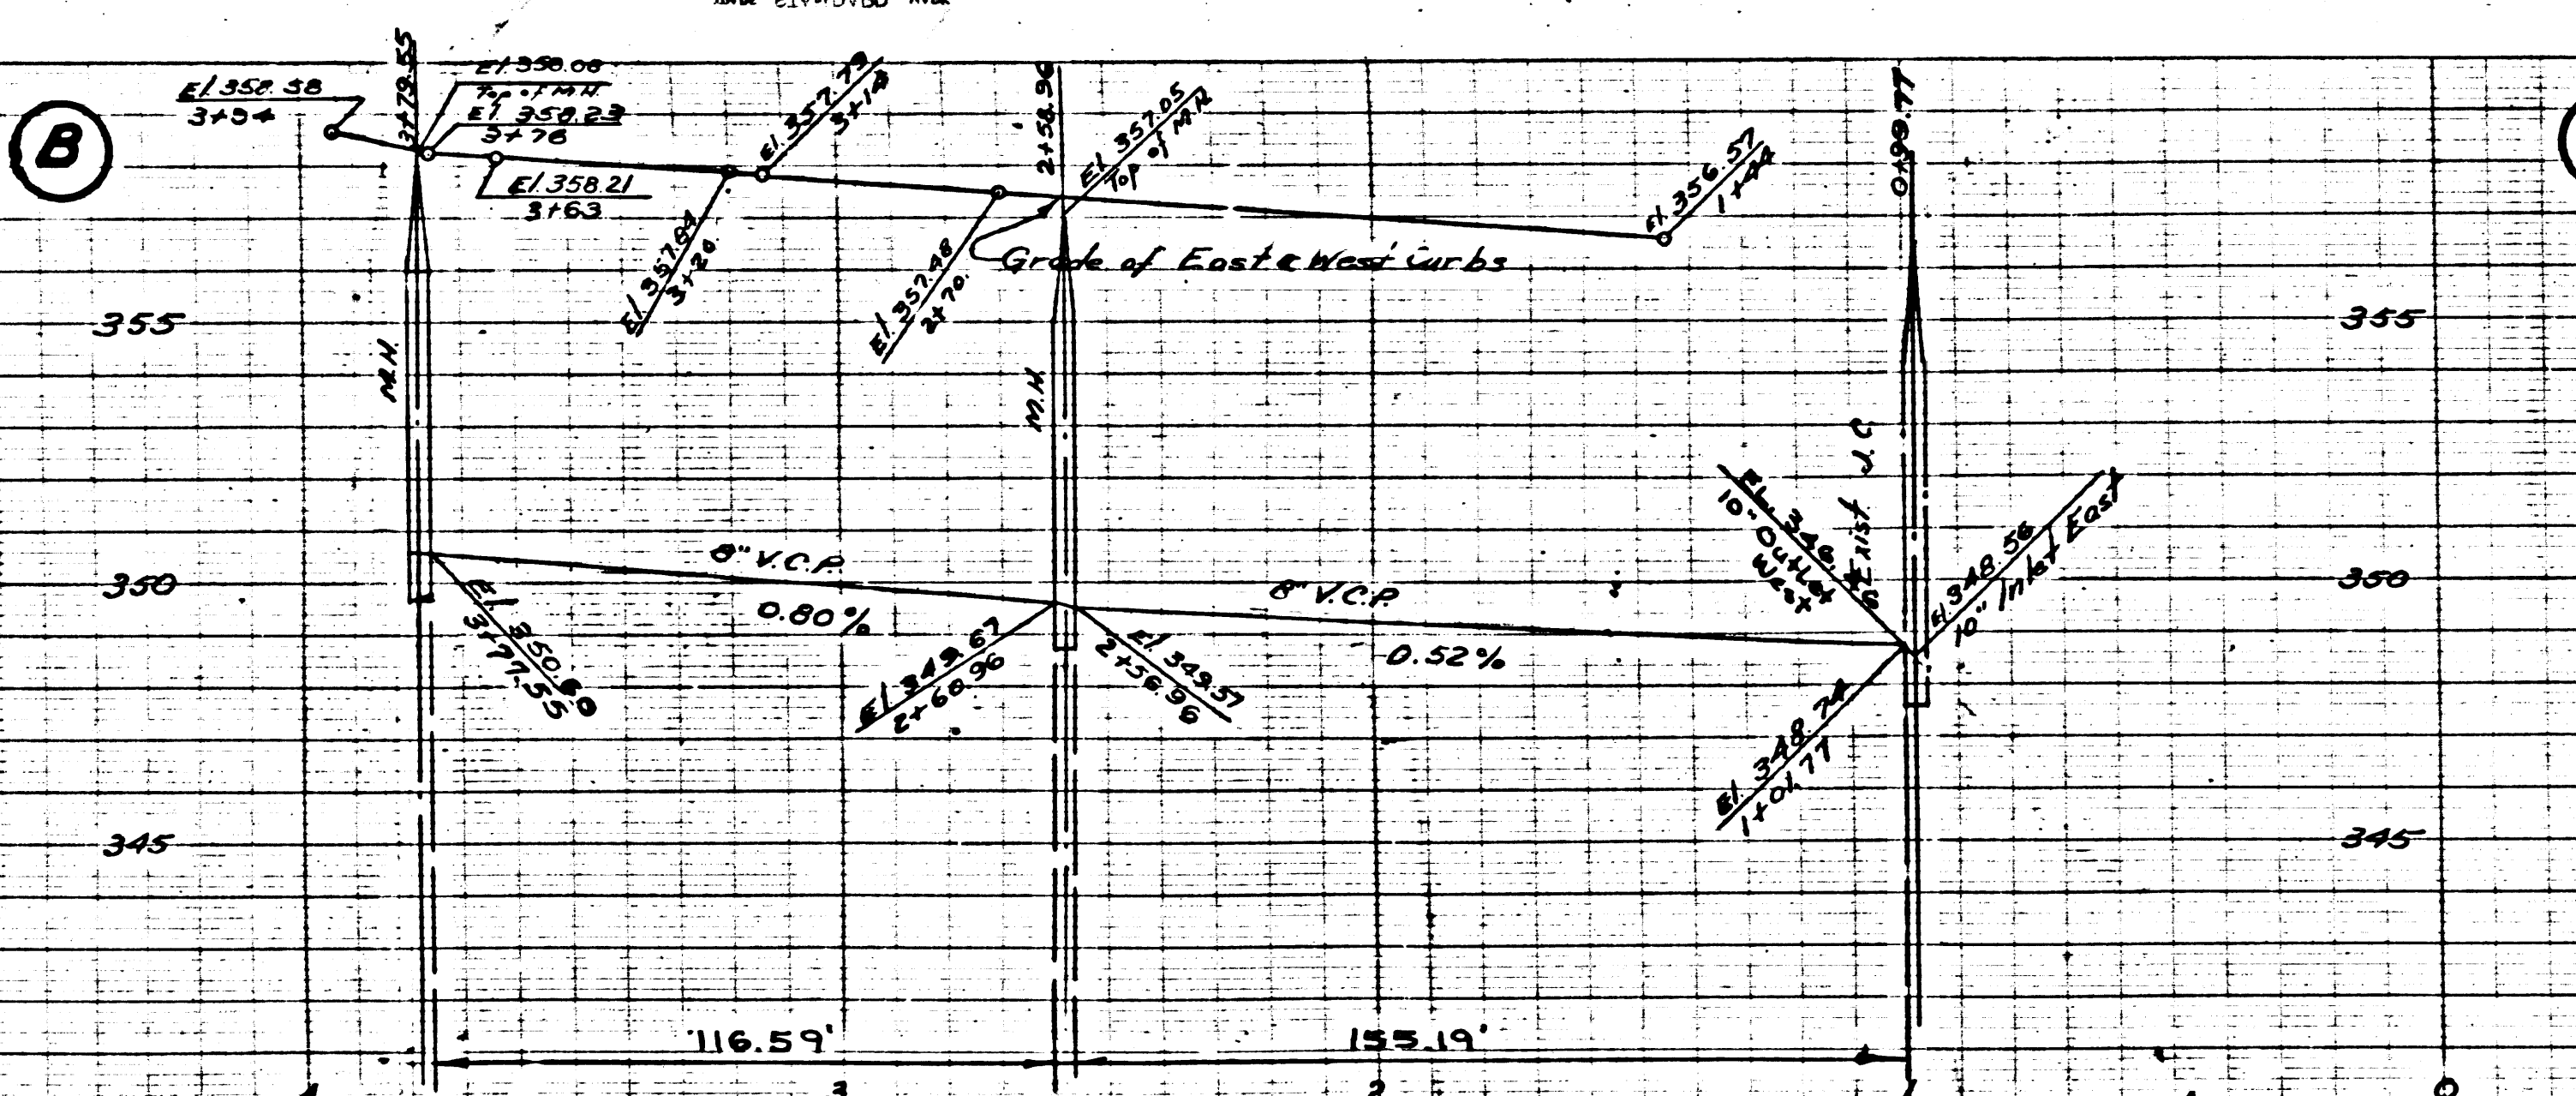 B
El. 358.58
3+94
3+79.55
El. 358.08
Top of M.H.
El. 358.23
3+76
El. 358.21
3+63
El. 357.84
3+20
El. 357.79
3+14
El. 357.48
2+70
2+58.96
El. 357.05
Top of M.H.
Grade of East & West Curbs
El. 356.57
1+44
0+99.77
355
355
M.H.
M.H.
Exist J.C.
350
350
8" V.C.P.
0.80%
8" V.C.P.
0.52%
El. 350.60
3+77.55
El. 349.67
2+60.96
El. 349.57
2+56.96
10" Outlet
West
El. 348.56
10" Inlet East
El. 348.74
1+01.77
345
345
116.59'
155.19'
4
3
2
1
0